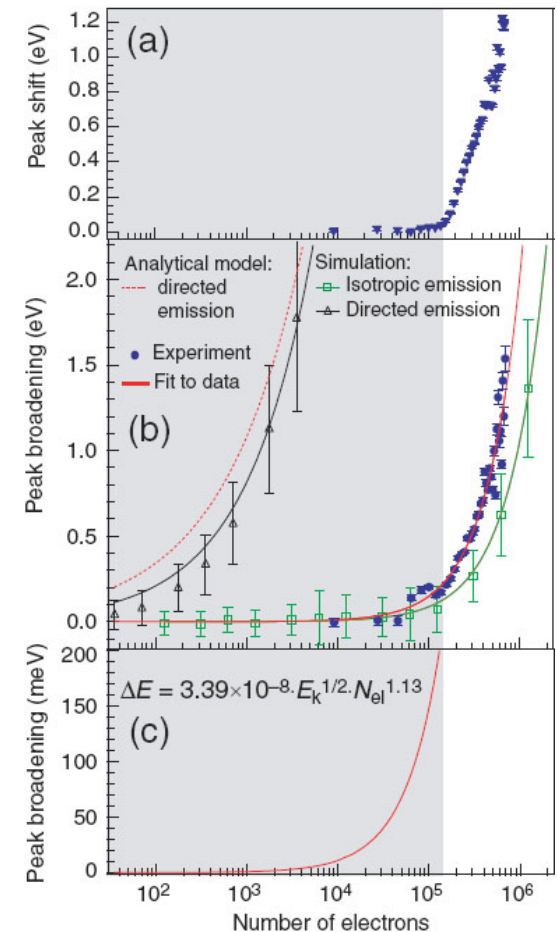 (a)
Peak shift (eV)
1.2
1.0
0.8
0.6
0.4
0.2
0.0
(b)
Peak broadening (eV)
2.0
1.5
1.0
0.5
0.0
Analytical model:
directed
emission
Experiment
Fit to data
Simulation:
Isotropic emission
Directed emission
(c)
Peak broadening (meV)
200
150
100
50
0
ΔE = 3.39×10⁻⁸·Eₖ^1/2·Nₑₗ^1.13
10² 10³ 10⁴ 10⁵ 10⁶
Number of electrons